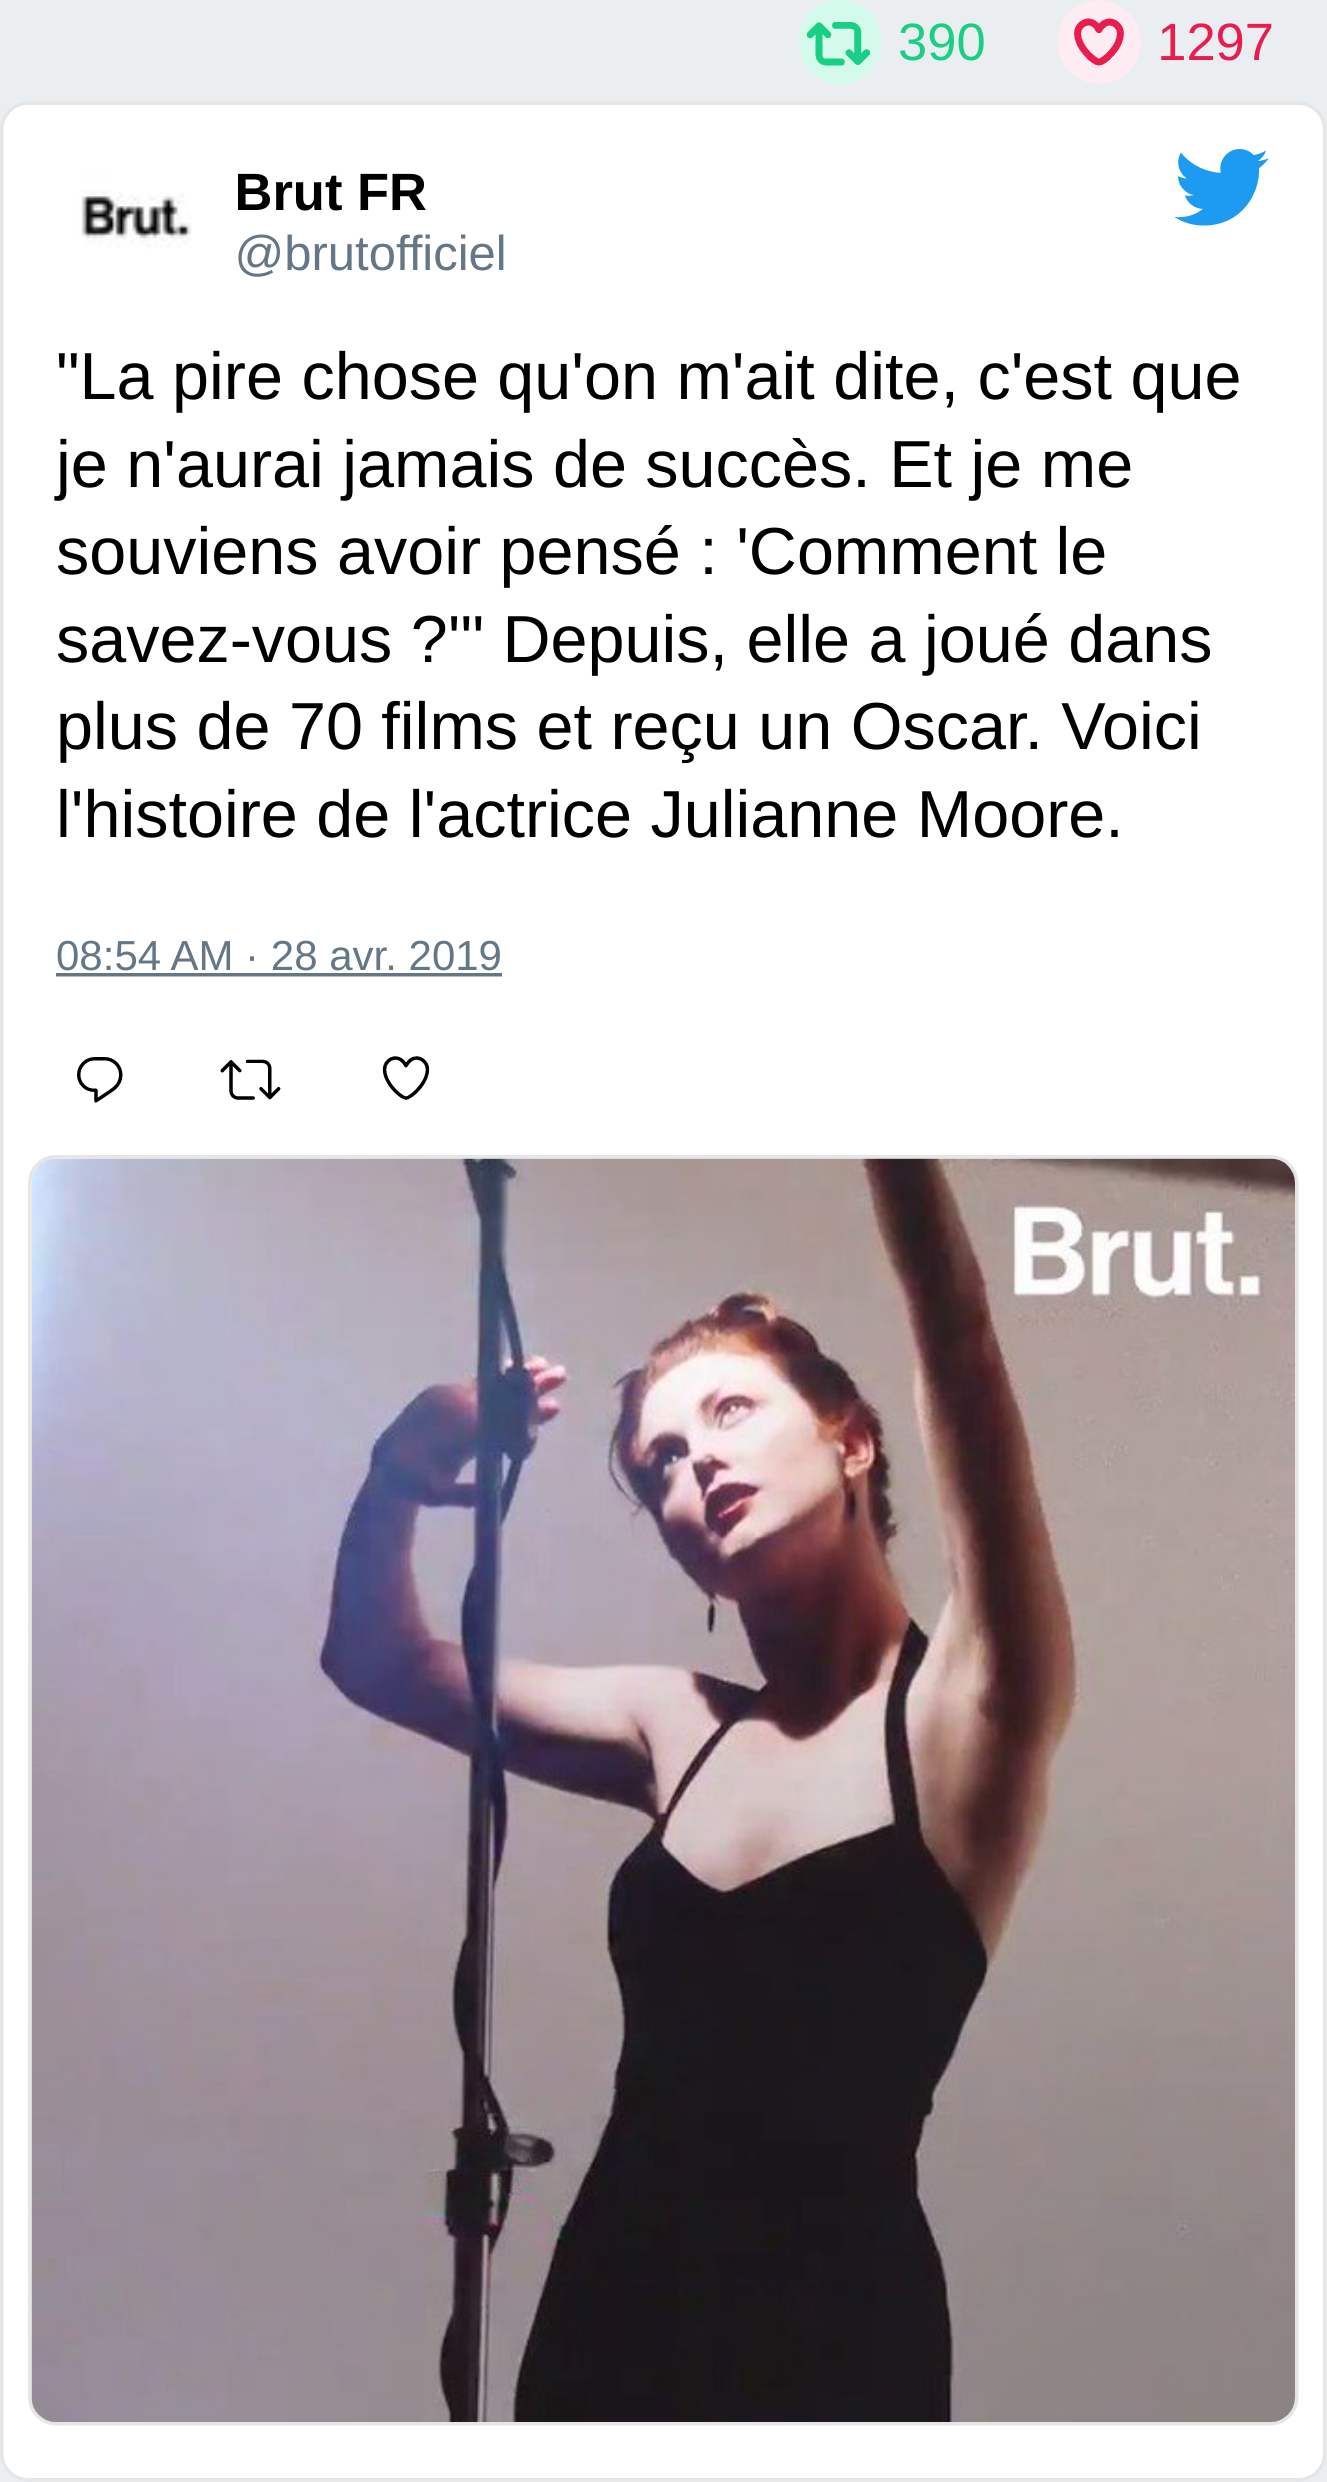 390 1297
Brut.
Brut FR
@brutofficiel
"La pire chose qu'on m'ait dite, c'est que
je n'aurai jamais de succès. Et je me
souviens avoir pensé : 'Comment le
savez-vous ?'" Depuis, elle a joué dans
plus de 70 films et reçu un Oscar. Voici
l'histoire de l'actrice Julianne Moore.
08:54 AM · 28 avr. 2019
Brut.